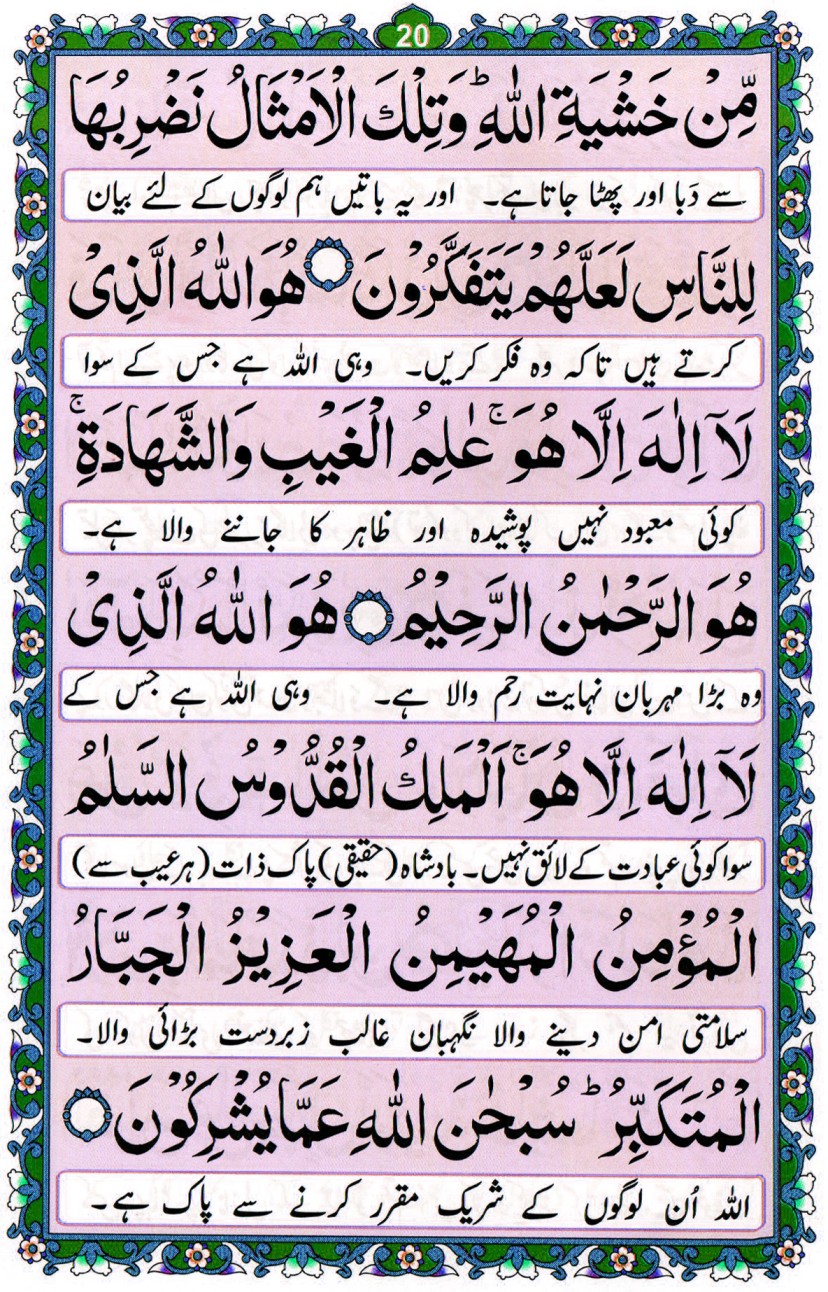 20
مِّنْ خَشْيَةِ اللّٰهِ ؕ وَتِلْكَ الْاَمْثَالُ نَضْرِبُهَا
سے دَبا اور پھٹا جاتاہے۔ اور یہ باتیں ہم لوگوں کے لئے بیان
لِلنَّاسِ لَعَلَّهُمْ يَتَفَكَّرُوْنَ ۝ هُوَاللّٰهُ الَّذِىْ
کرتے ہیں تاکہ وہ فکر کریں۔ وہی اللہ ہے جس کے سوا
لَاۤ اِلٰهَ اِلَّا هُوَ ۚ عٰلِمُ الْغَيْبِ وَالشَّهَادَةِ ۚ
کوئی معبود نہیں پوشیدہ اور ظاہر کا جاننے والا ہے۔
هُوَ الرَّحْمٰنُ الرَّحِيْمُ ۝ هُوَ اللّٰهُ الَّذِىْ
وہ بڑا مہربان نہایت رحم والا ہے۔ وہی اللہ ہے جس کے
لَاۤ اِلٰهَ اِلَّا هُوَ ۚ اَلْمَلِكُ الْقُدُّوْسُ السَّلٰمُ
سوا کوئی عبادت کے لائق نہیں۔ بادشاہ (حقیقی) پاک ذات (ہر عیب سے)
الْمُؤْمِنُ الْمُهَيْمِنُ الْعَزِيْزُ الْجَبَّارُ
سلامتی امن دینے والا نگہبان غالب زبردست بڑائی والا۔
الْمُتَكَبِّرُ ؕ سُبْحٰنَ اللّٰهِ عَمَّا يُشْرِكُوْنَ ۝
اللہ اُن لوگوں کے شریک مقرر کرنے سے پاک ہے۔